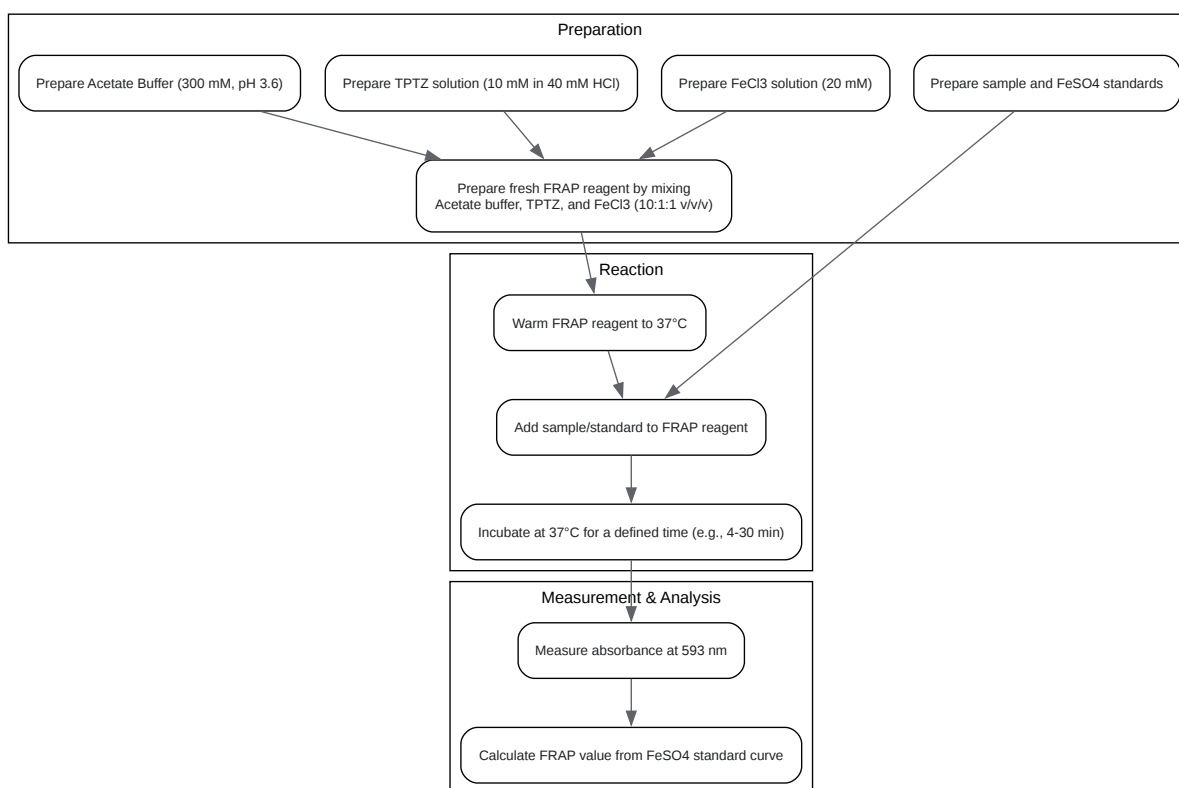 Preparation
Prepare Acetate Buffer (300 mM, pH 3.6)
Prepare TPTZ solution (10 mM in 40 mM HCl)
Prepare FeCl3 solution (20 mM)
Prepare sample and FeSO4 standards
Prepare fresh FRAP reagent by mixing
Acetate buffer, TPTZ, and FeCl3 (10:1:1 v/v/v)
Reaction
Warm FRAP reagent to 37°C
Add sample/standard to FRAP reagent
Incubate at 37°C for a defined time (e.g., 4-30 min)
Measurement & Analysis
Measure absorbance at 593 nm
Calculate FRAP value from FeSO4 standard curve